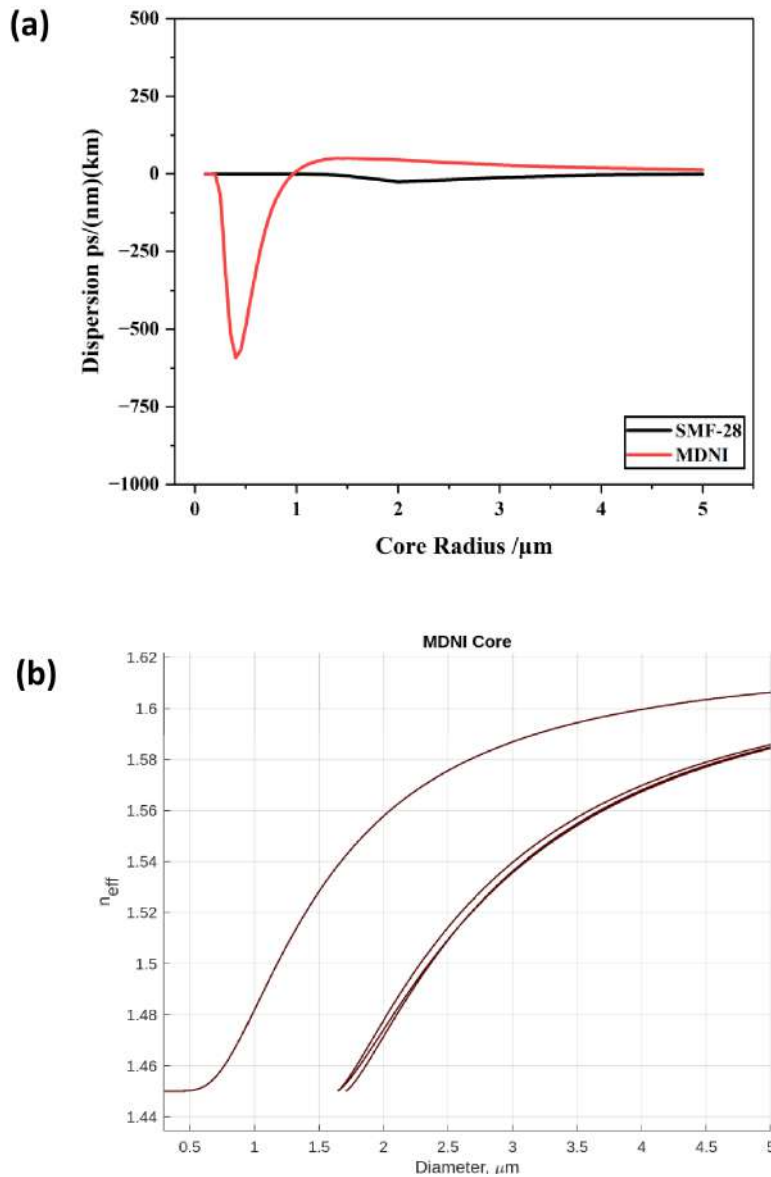 (a)
500
250
0
−250
−500
−750
−1000
Dispersion ps/(nm)(km)
SMF-28
MDNI
0 1 2 3 4 5
Core Radius /μm
(b)
MDNI Core
1.62
1.6
1.58
1.56
1.54
1.52
1.5
1.48
1.46
1.44
neff
0.5 1 1.5 2 2.5 3 3.5 4 4.5 5
Diameter, μm